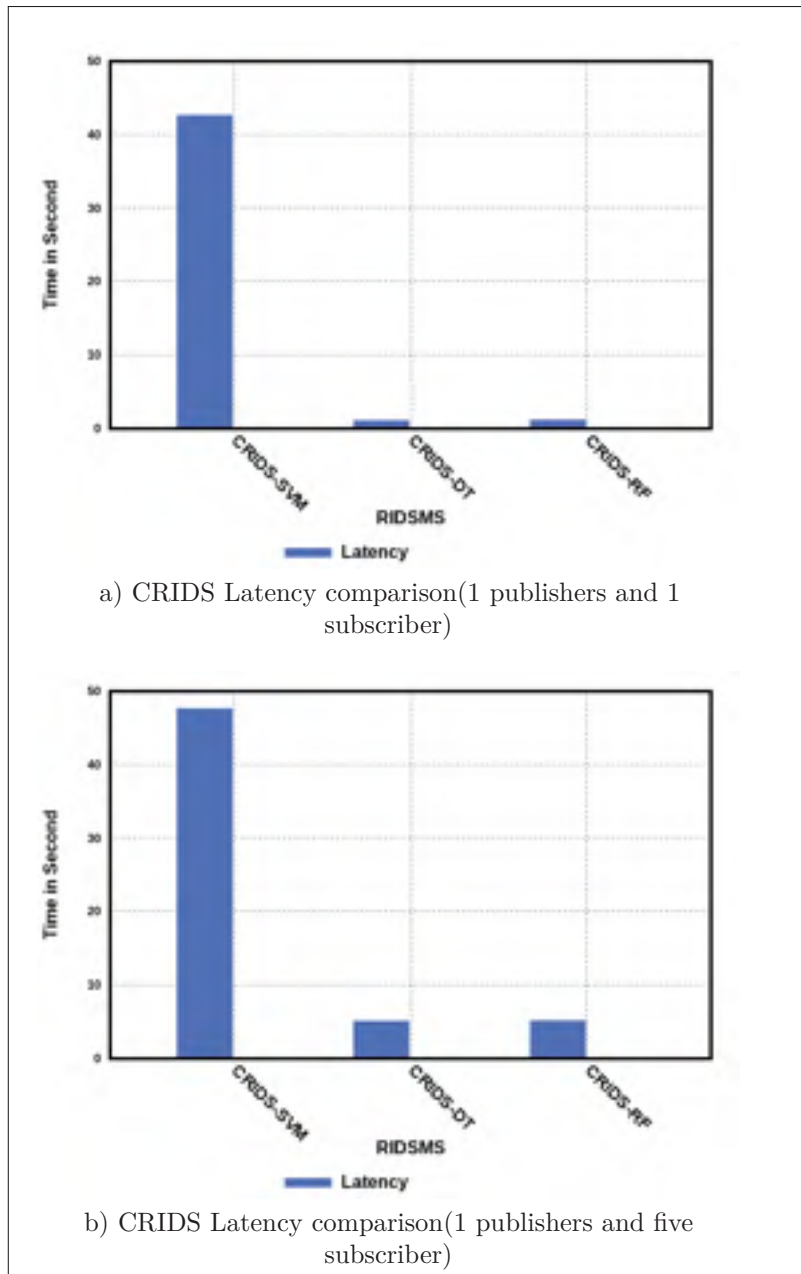 50
40
30
20
10
0
Time in Second
CRIDS-SVM
CRIDS-DT
CRIDS-RF
RIDSMS
Latency
a) CRIDS Latency comparison(1 publishers and 1
subscriber)
50
40
30
20
10
0
Time in Second
CRIDS-SVM
CRIDS-DT
CRIDS-RF
RIDSMS
Latency
b) CRIDS Latency comparison(1 publishers and five
subscriber)